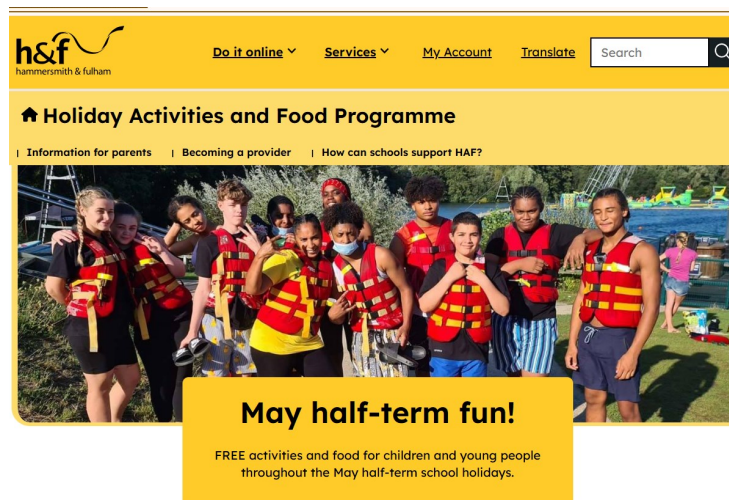 h&f
hammersmith & fulham
Do it online
Services
My Account
Translate
Search
Holiday Activities and Food Programme
Information for parents
Becoming a provider
How can schools support HAF?
May half-term fun!
FREE activities and food for children and young people
throughout the May half-term school holidays.